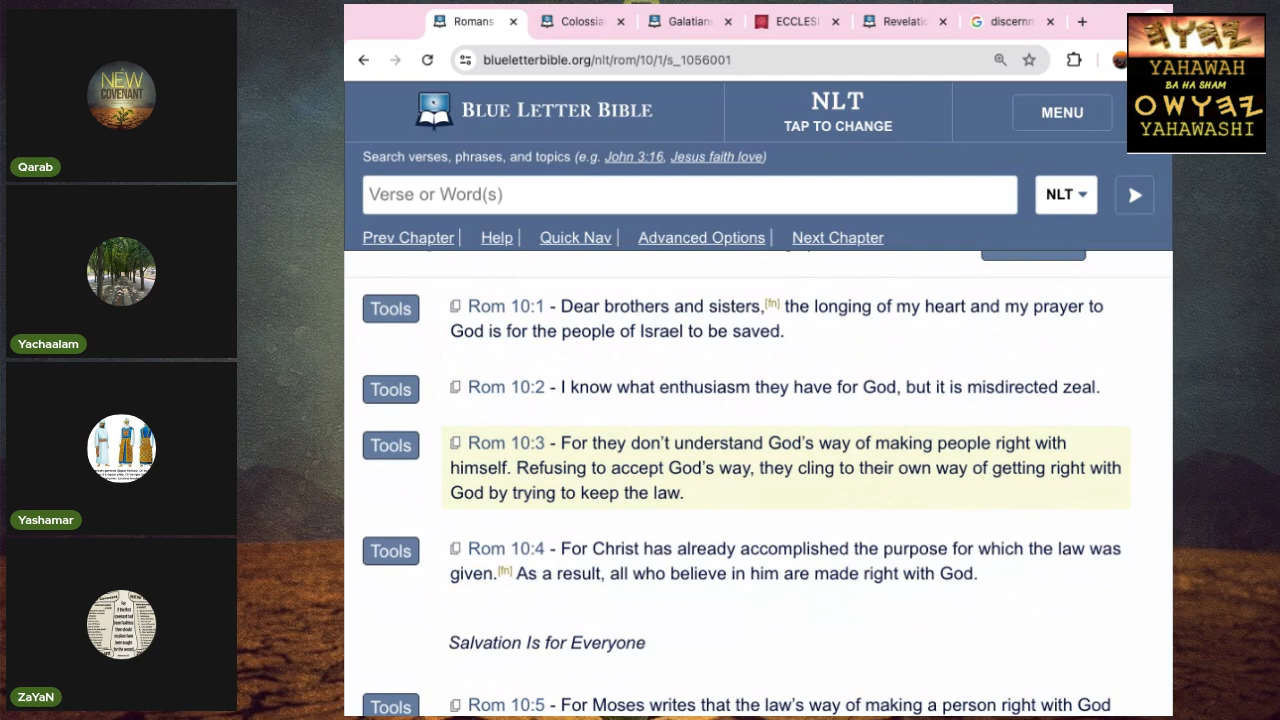 NEW
COVENANT
Qarab
Yachaalam
Yashamar
ZaYaN
Romans
Colossia
Galatian
ECCLESI
Revelatio
discernm
blueletterbible.org/nlt/rom/10/1/s_1056001
YAHAWAH
BA HA SHAM
YAHAWASHI
BLUE LETTER BIBLE
NLT
TAP TO CHANGE
MENU
Search verses, phrases, and topics (e.g. John 3:16, Jesus faith love)
Verse or Word(s)
NLT
Prev Chapter | Help | Quick Nav | Advanced Options | Next Chapter
Tools
Rom 10:1 - Dear brothers and sisters,[fn] the longing of my heart and my prayer to
God is for the people of Israel to be saved.
Tools
Rom 10:2 - I know what enthusiasm they have for God, but it is misdirected zeal.
Tools
Rom 10:3 - For they don’t understand God’s way of making people right with
himself. Refusing to accept God’s way, they cling to their own way of getting right with
God by trying to keep the law.
Tools
Rom 10:4 - For Christ has already accomplished the purpose for which the law was
given.[fn] As a result, all who believe in him are made right with God.
Salvation Is for Everyone
Tools
Rom 10:5 - For Moses writes that the law’s way of making a person right with God